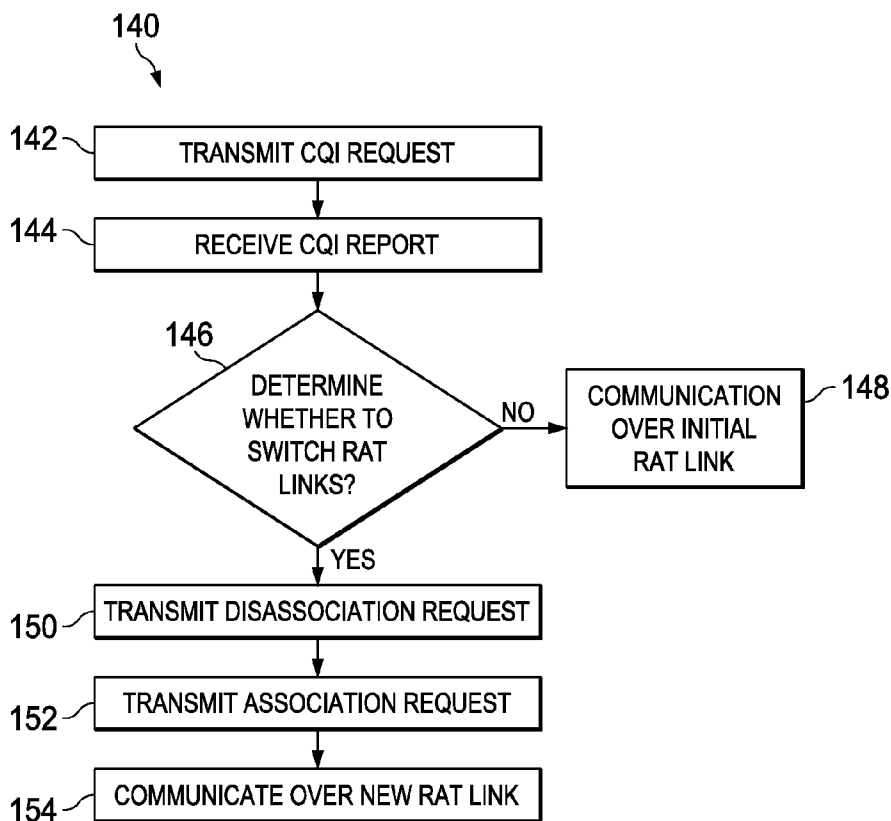 140
142
TRANSMIT CQI REQUEST
144
RECEIVE CQI REPORT
146
DETERMINE
WHETHER TO
SWITCH RAT
LINKS?
NO
COMMUNICATION
OVER INITIAL
RAT LINK
148
YES
150
TRANSMIT DISASSOCIATION REQUEST
152
TRANSMIT ASSOCIATION REQUEST
154
COMMUNICATE OVER NEW RAT LINK